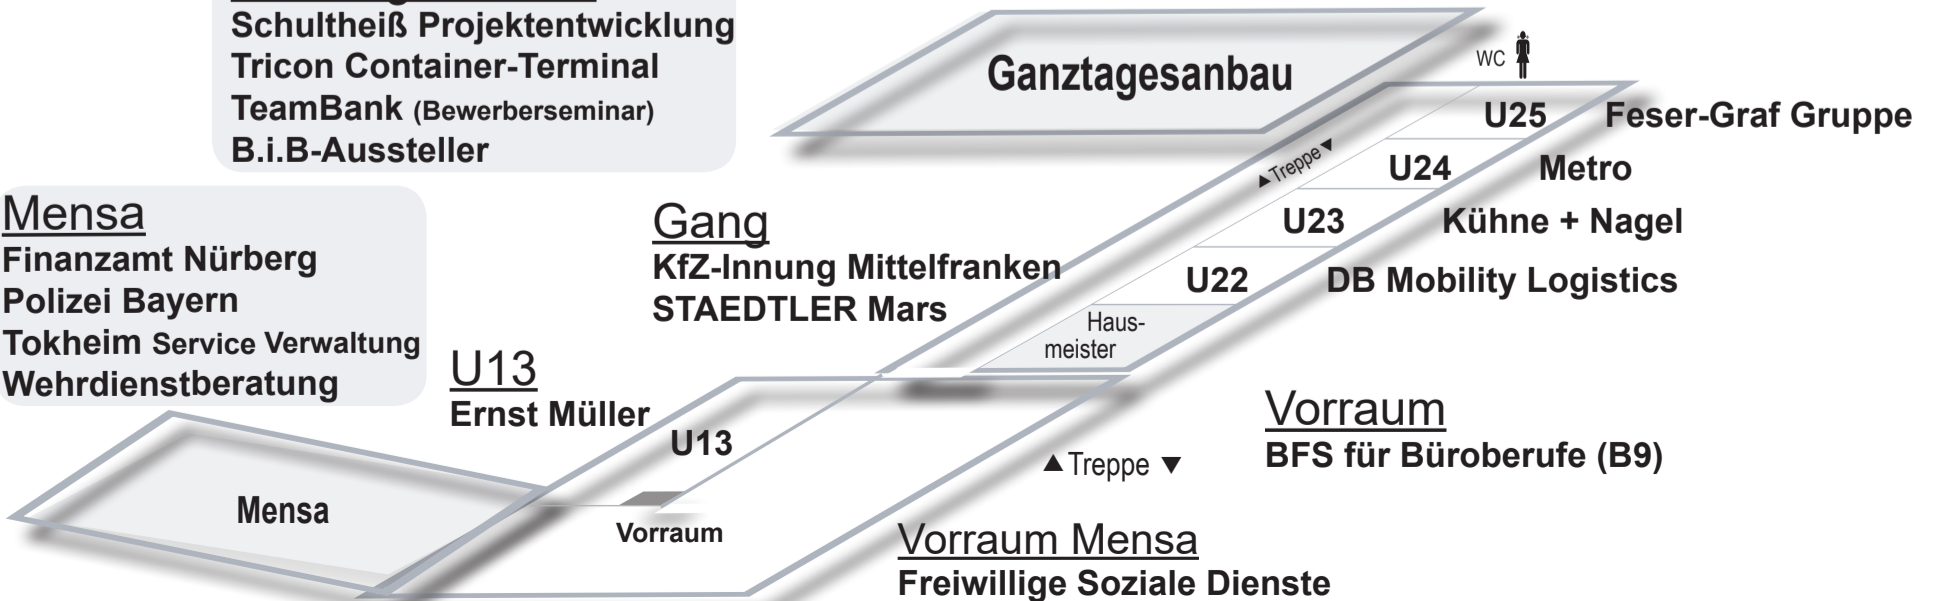 Schultheiß Projektentwicklung
Tricon Container-Terminal
TeamBank (Bewerberseminar)
B.i.B-Aussteller
Ganztagesanbau
WC
U25 Feser-Graf Gruppe
▲Treppe▼
U24 Metro
U23 Kühne + Nagel
U22 DB Mobility Logistics
Haus-
meister
Mensa
Finanzamt Nürberg
Polizei Bayern
Tokheim Service Verwaltung
Wehrdienstberatung
Gang
KfZ-Innung Mittelfranken
STAEDTLER Mars
U13
Ernst Müller
U13
Mensa
Vorraum
▲Treppe ▼
Vorraum
BFS für Büroberufe (B9)
Vorraum Mensa
Freiwillige Soziale Dienste